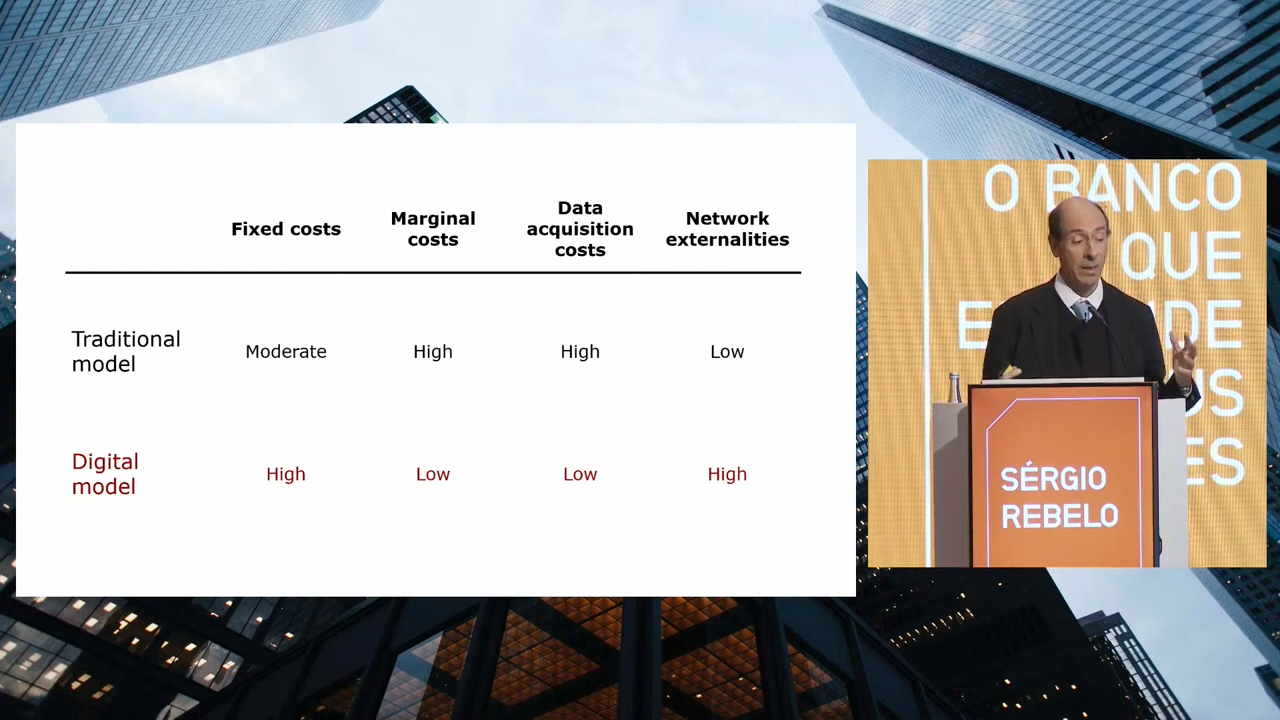 Fixed costs
Marginal
costs
Data
acquisition
costs
Network
externalities
Traditional
model
Moderate
High
High
Low
Digital
model
High
Low
Low
High
O BANCO
QUE
SÉRGIO
REBELO